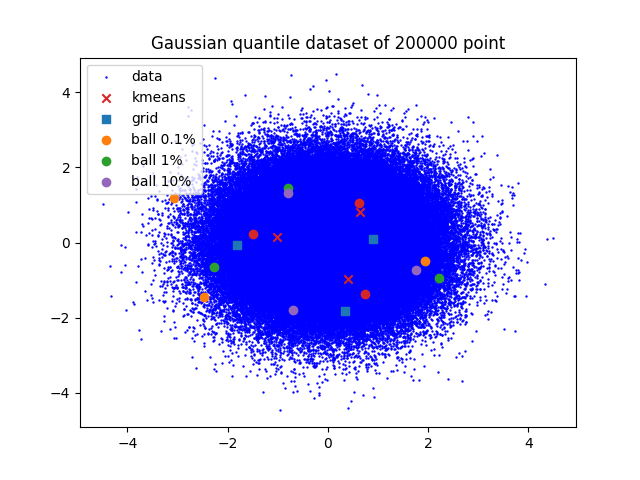 Gaussian quantile dataset of 200000 point
data
kmeans
grid
ball 0.1%
ball 1%
ball 10%
4
2
0
−2
−4
−4 −2 0 2 4